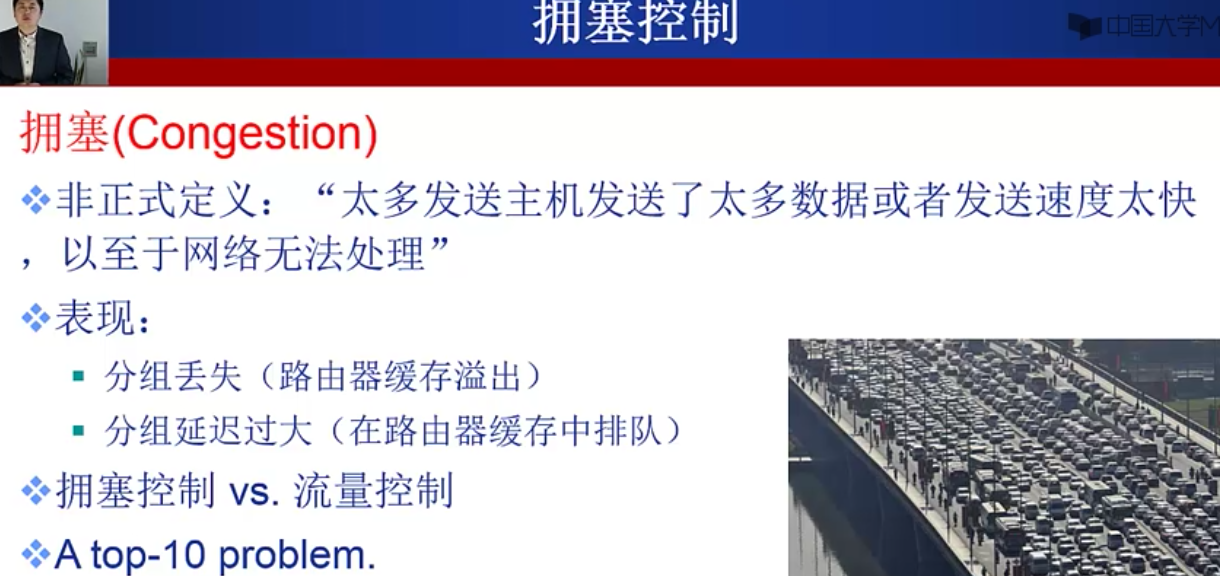 拥塞控制
中国大学M
拥塞(Congestion)
非正式定义：“太多发送主机发送了太多数据或者发送速度太快
，以至于网络无法处理”
表现：
分组丢失（路由器缓存溢出）
分组延迟过大（在路由器缓存中排队）
拥塞控制 vs. 流量控制
A top-10 problem.